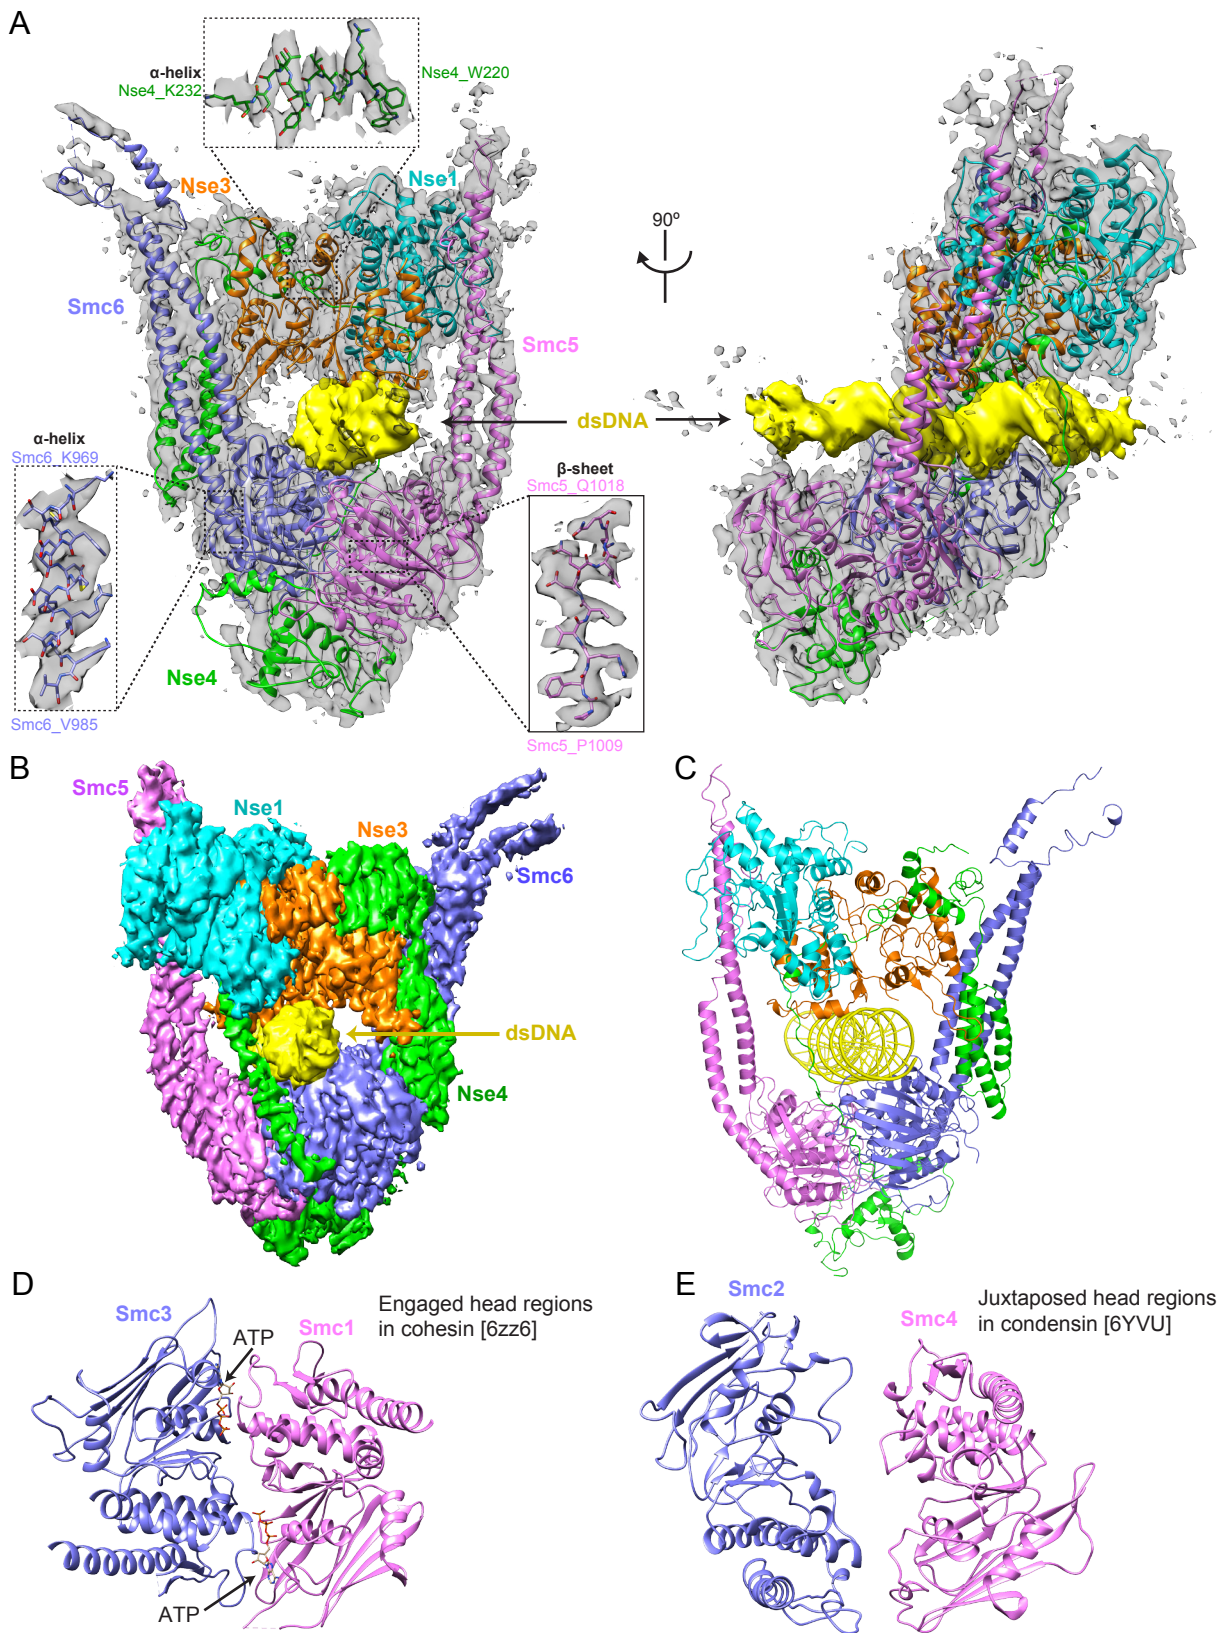 A
α-helix
Nse4_K232
Nse4_W220
Nse3
Nse1
90º
Smc6
Smc5
dsDNA
α-helix
Smc6_K969
β-sheet
Smc5_Q1018
Nse4
Smc6_V985
Smc5_P1009
B
Smc5
Nse1
Nse3
Smc6
dsDNA
Nse4
C
D
Smc3
ATP
Smc1
Engaged head regions
in cohesin [6zz6]
ATP
E
Smc2
Smc4
Juxtaposed head regions
in condensin [6YVU]